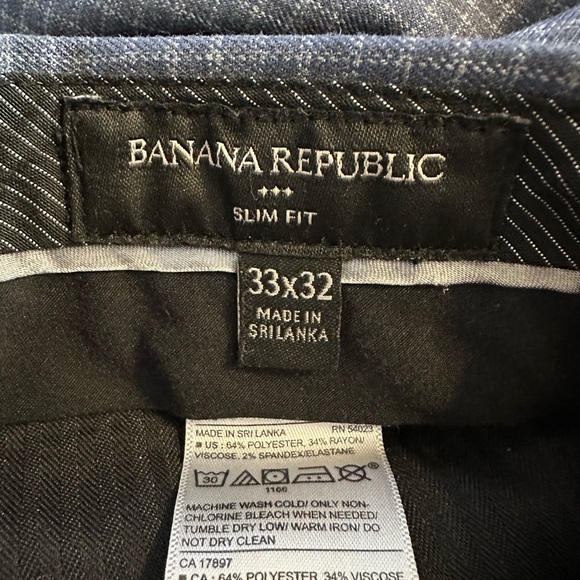 BANANA REPUBLIC
SLIM FIT
33x32
MADE IN
SRI LANKA
MADE IN SRI LANKA RN 54023
■ US : 64% POLYESTER, 34% RAYON/
VISCOSE, 2% SPANDEX/ELASTANE
30
1100
MACHINE WASH COLD/ ONLY NON-
CHLORINE BLEACH WHEN NEEDED/
TUMBLE DRY LOW/ WARM IRON/ DO
NOT DRY CLEAN
CA 17897
■ CA : 64% POLYESTER, 34% VISCOSE